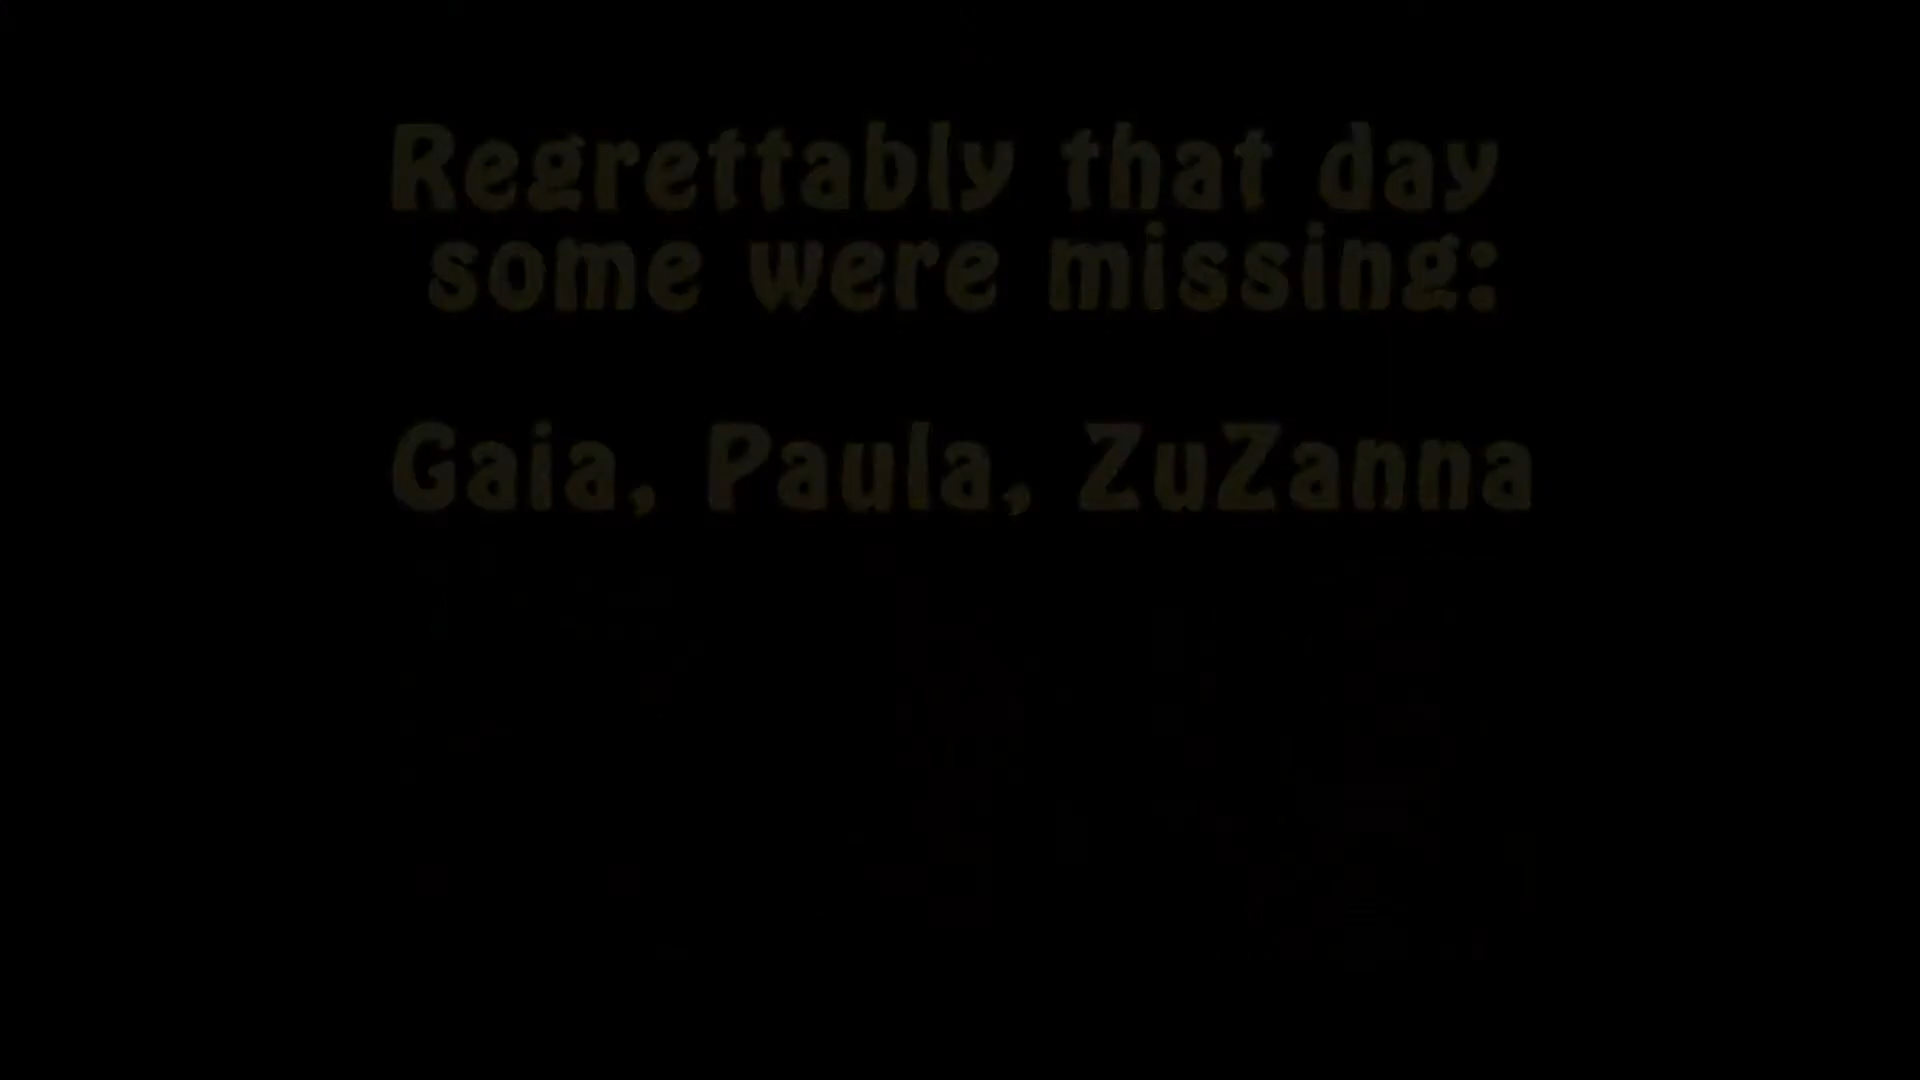 Regrettably that day
some were missing:
Gaia, Paula, ZuZanna